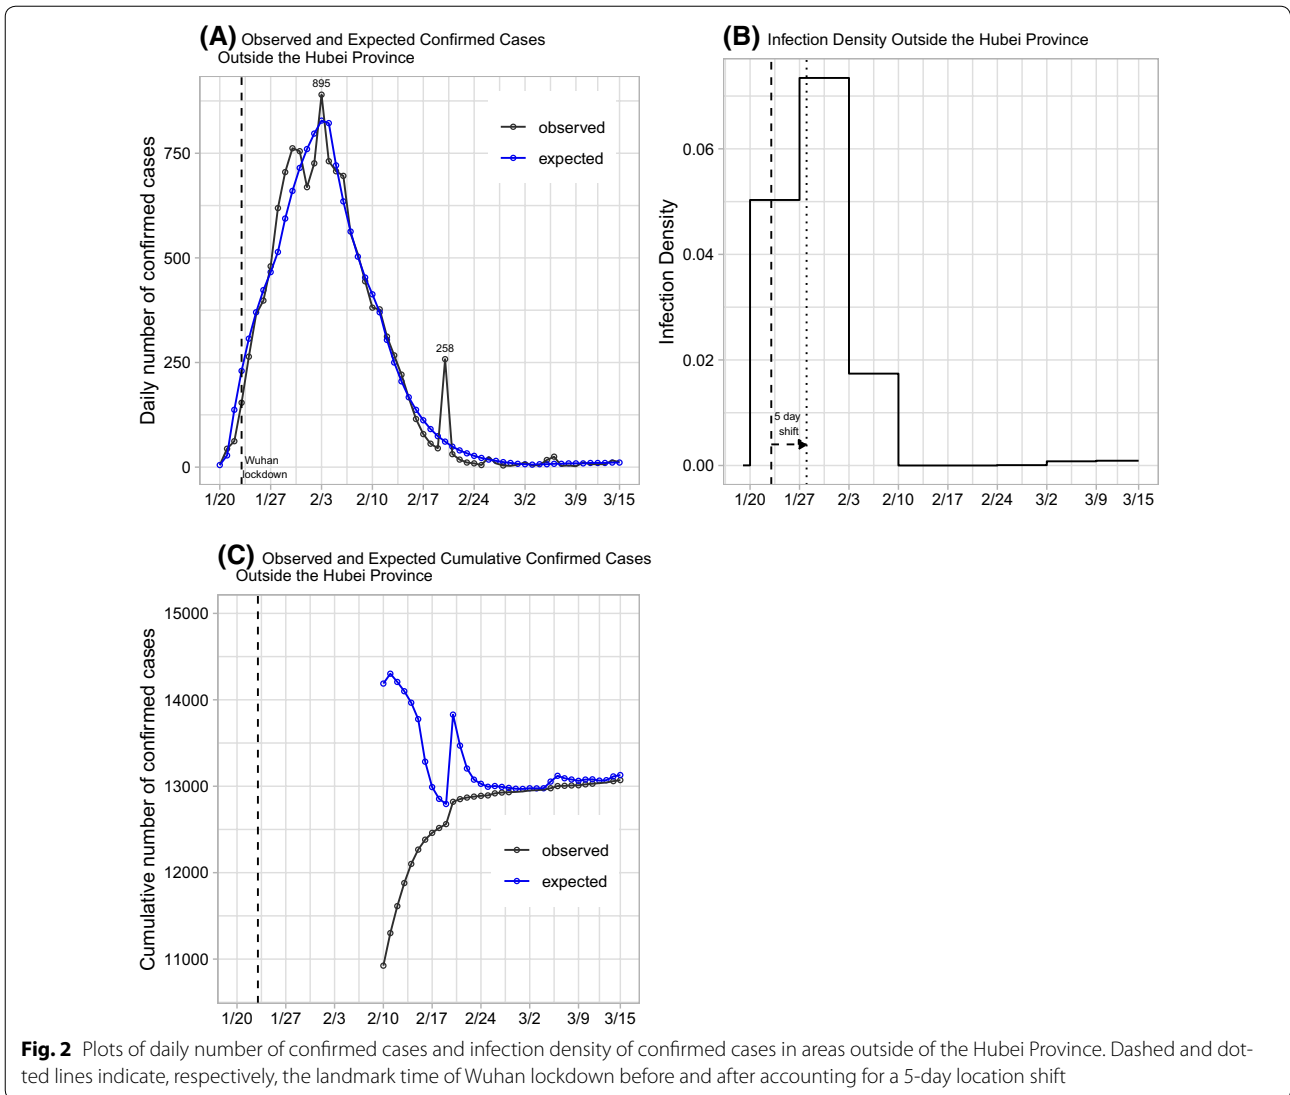 (A) Observed and Expected Confirmed Cases
Outside the Hubei Province
Daily number of confirmed cases
750
500
250
0
895
258
observed
expected
Wuhan
lockdown
1/20 1/27 2/3 2/10 2/17 2/24 3/2 3/9 3/15
(B) Infection Density Outside the Hubei Province
Infection Density
0.06
0.04
0.02
0.00
5 day
shift
1/20 1/27 2/3 2/10 2/17 2/24 3/2 3/9 3/15
(C) Observed and Expected Cumulative Confirmed Cases
Outside the Hubei Province
Cumulative number of confirmed cases
15000
14000
13000
12000
11000
observed
expected
1/20 1/27 2/3 2/10 2/17 2/24 3/2 3/9 3/15
Fig. 2 Plots of daily number of confirmed cases and infection density of confirmed cases in areas outside of the Hubei Province. Dashed and dot-
ted lines indicate, respectively, the landmark time of Wuhan lockdown before and after accounting for a 5-day location shift